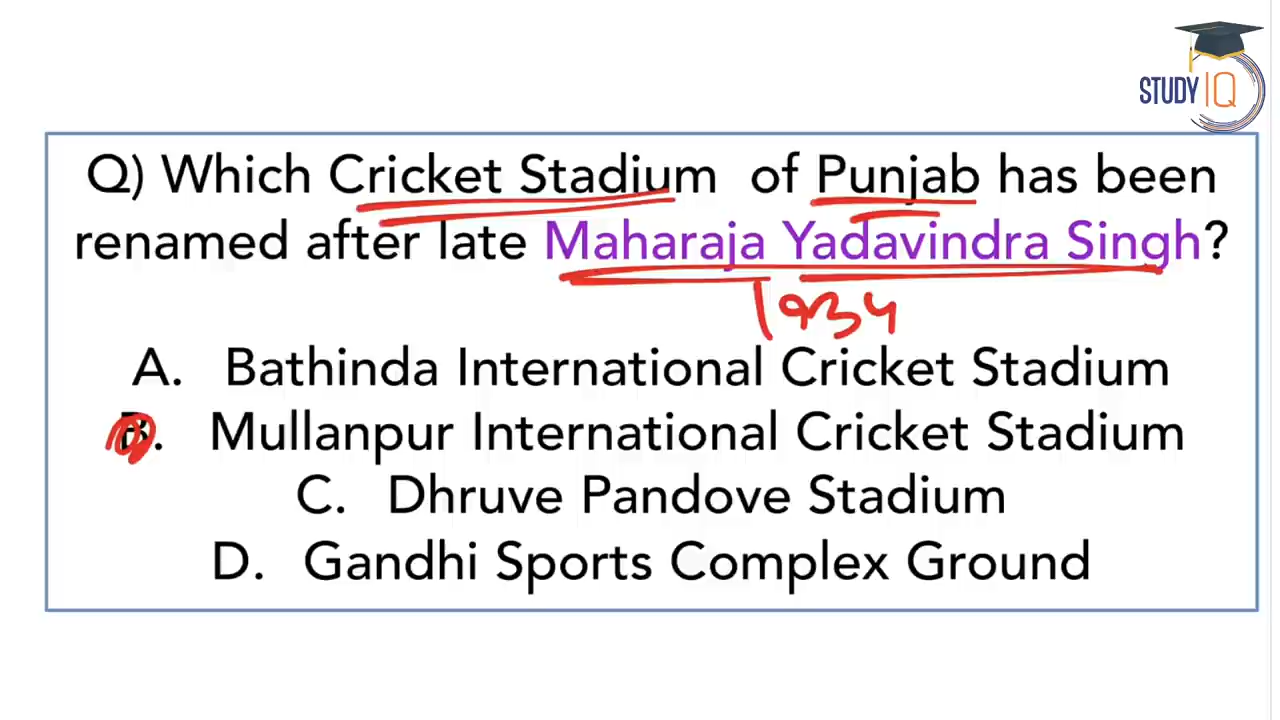 STUDY IQ
Q) Which Cricket Stadium of Punjab has been
renamed after late Maharaja Yadavindra Singh?
1934
A. Bathinda International Cricket Stadium
B. Mullanpur International Cricket Stadium
C. Dhruve Pandove Stadium
D. Gandhi Sports Complex Ground